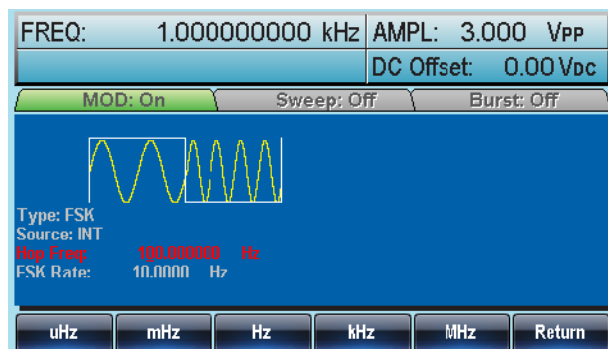 FREQ: 1.000000000 kHz AMPL: 3.000 VPP
DC Offset: 0.00 VDC
MOD: On Sweep: Off Burst: Off
Type: FSK
Source: INT
Hop Freq: 100.000000 Hz
FSK Rate: 10.0000 Hz
uHz mHz Hz kHz MHz Return